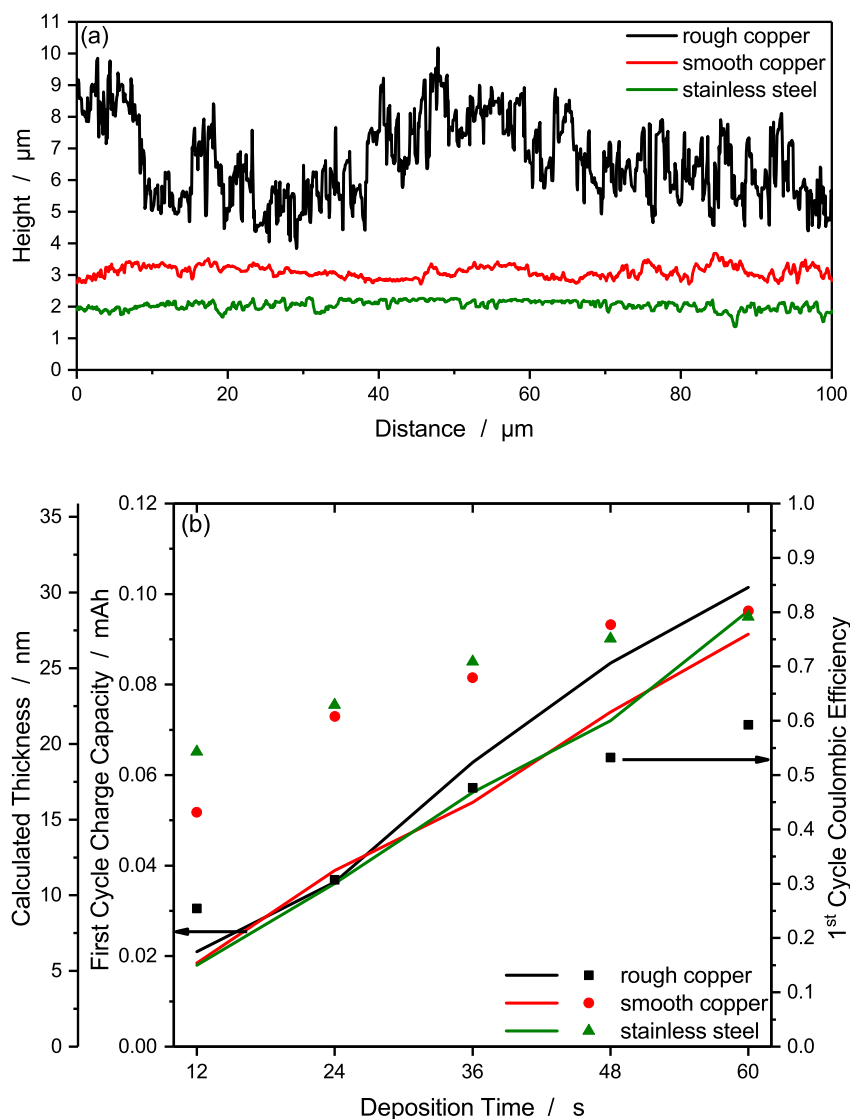 (a)
rough copper
smooth copper
stainless steel
11
10
9
8
7
6
5
4
3
2
1
0
Height / µm
0 20 40 60 80 100
Distance / µm
(b)
35
30
25
20
15
10
5
0
Calculated Thickness / nm
0.12
0.10
0.08
0.06
0.04
0.02
0.00
First Cycle Charge Capacity / mAh
1.0
0.9
0.8
0.7
0.6
0.5
0.4
0.3
0.2
0.1
0.0
1st Cycle Coulombic Efficiency
rough copper
smooth copper
stainless steel
12 24 36 48 60
Deposition Time / s